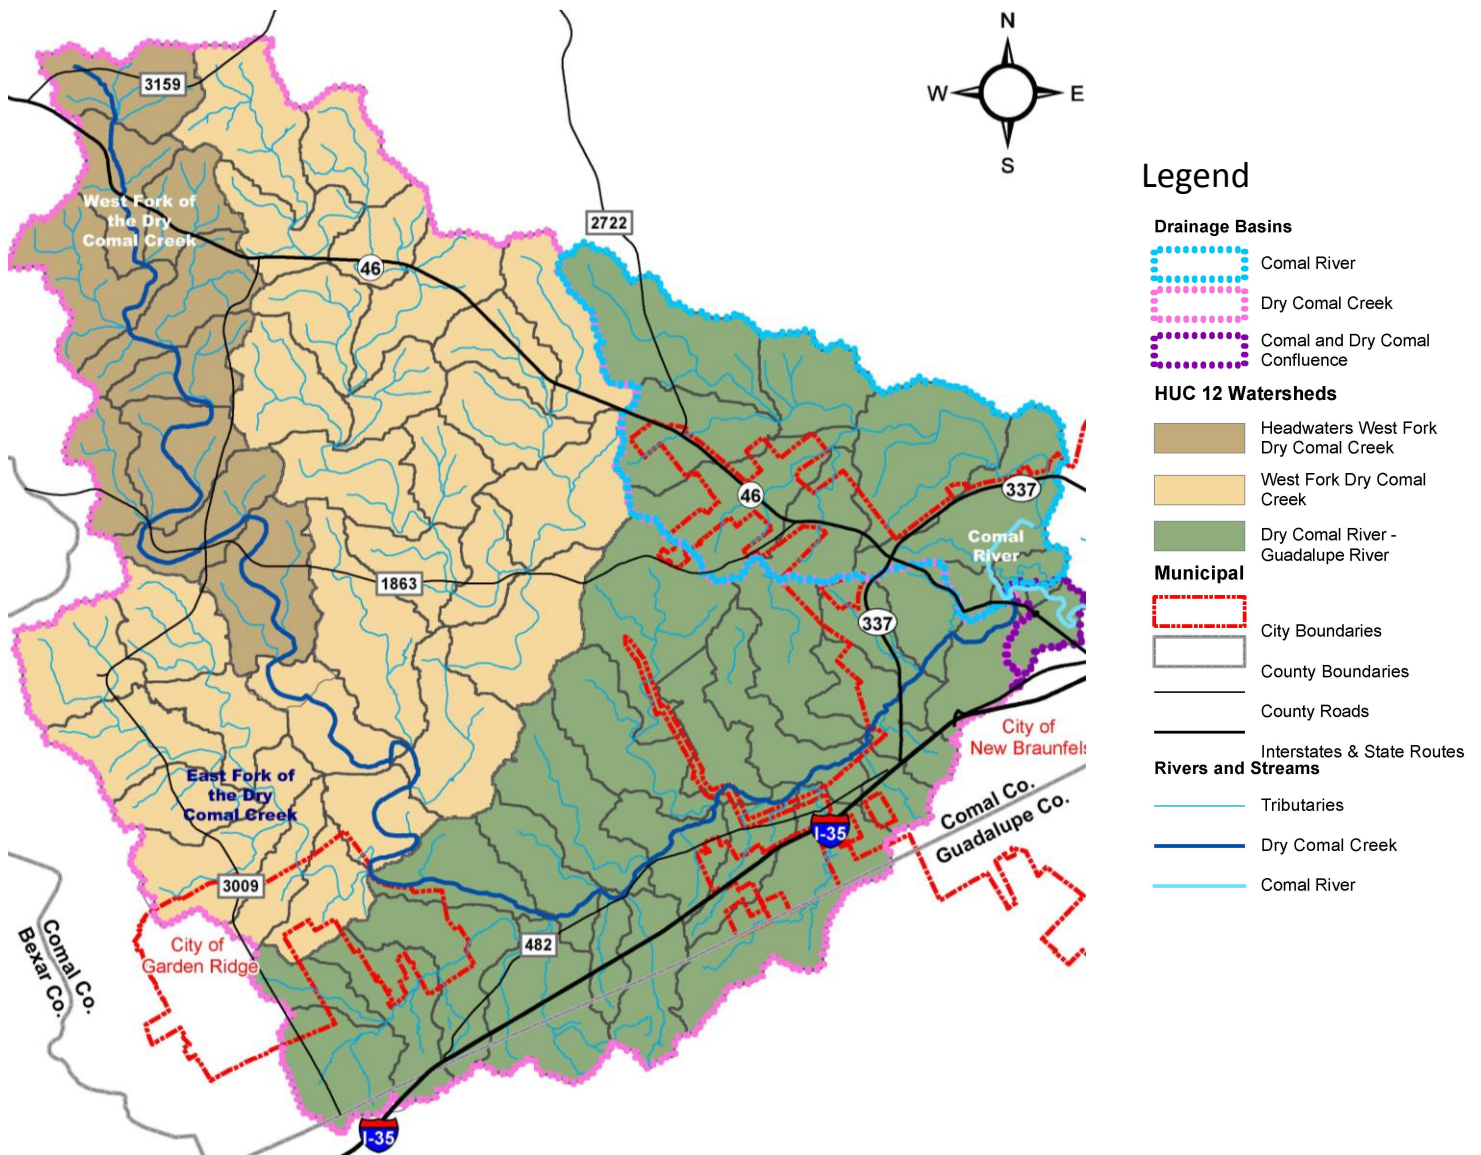 N
W
E
S
3159
West Fork of
the Dry
Comal Creek
2722
46
46
337
Comal
River
1863
337
City of
New Braunfels
East Fork of
the Dry
Comal Creek
Comal Co.
Guadalupe Co.
I-35
3009
City of
Garden Ridge
482
Comal Co.
Bexar Co.
I-35
Legend
Drainage Basins
Comal River
Dry Comal Creek
Comal and Dry Comal
Confluence
HUC 12 Watersheds
Headwaters West Fork
Dry Comal Creek
West Fork Dry Comal
Creek
Dry Comal River -
Guadalupe River
Municipal
City Boundaries
County Boundaries
County Roads
Interstates & State Routes
Rivers and Streams
Tributaries
Dry Comal Creek
Comal River